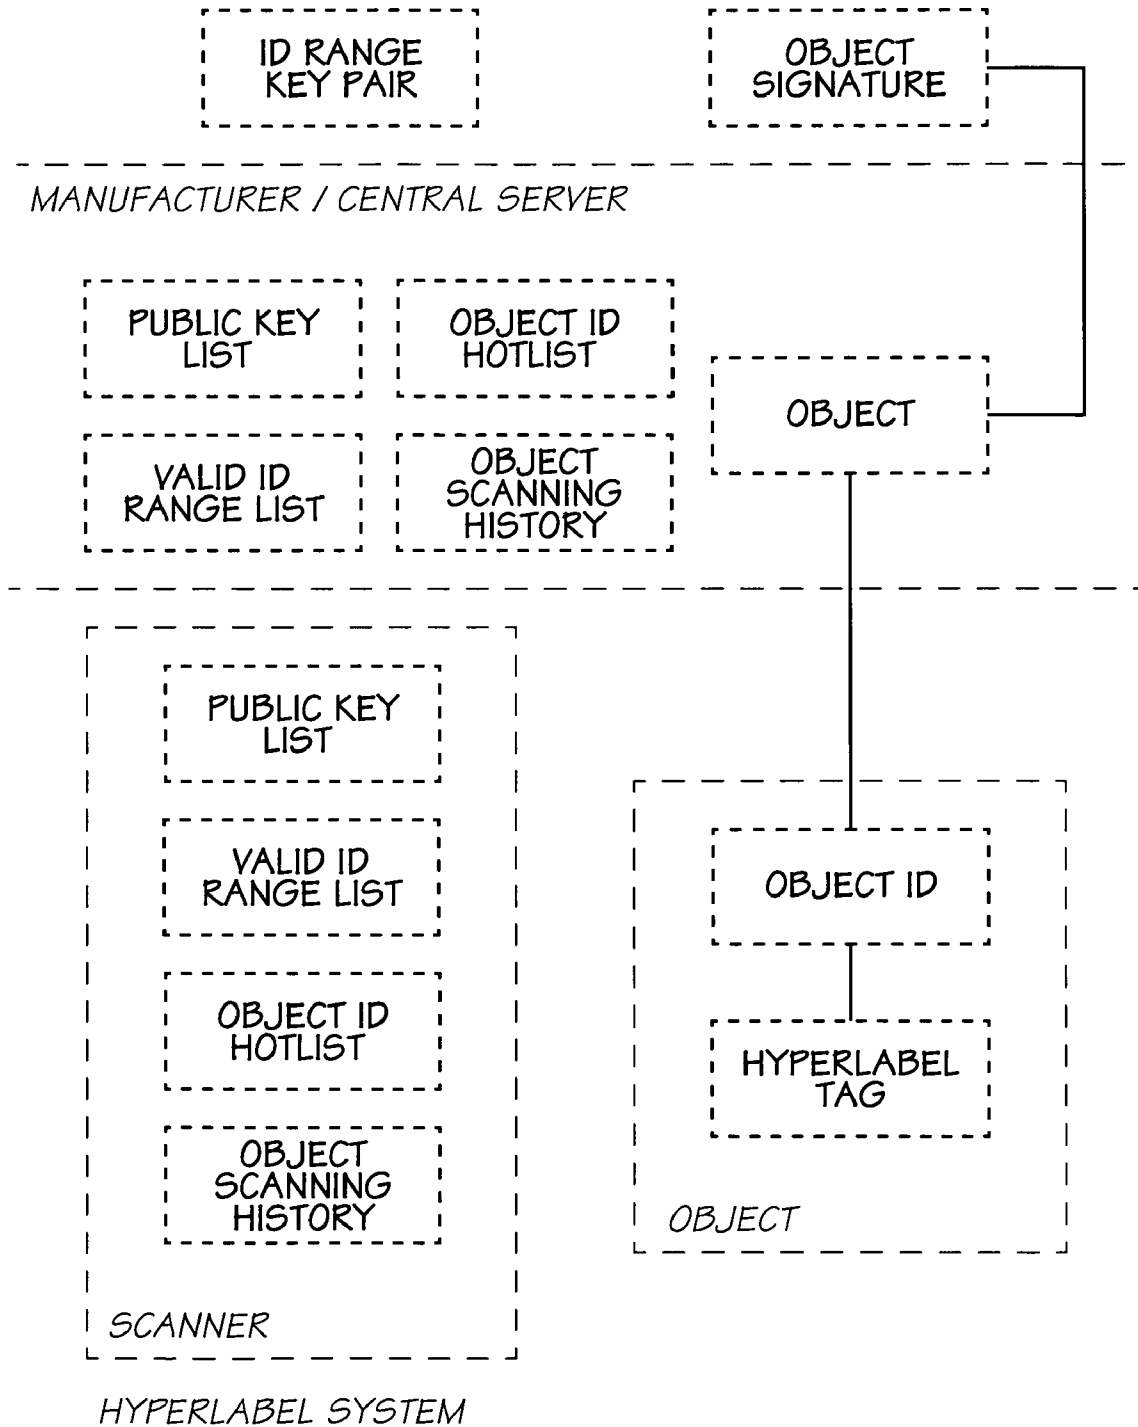 ID RANGE
KEY PAIR
OBJECT
SIGNATURE
MANUFACTURER / CENTRAL SERVER
PUBLIC KEY
LIST
OBJECT ID
HOTLIST
OBJECT
VALID ID
RANGE LIST
OBJECT
SCANNING
HISTORY
PUBLIC KEY
LIST
VALID ID
RANGE LIST
OBJECT ID
HOTLIST
OBJECT
SCANNING
HISTORY
SCANNER
OBJECT ID
HYPERLABEL
TAG
OBJECT
HYPERLABEL SYSTEM